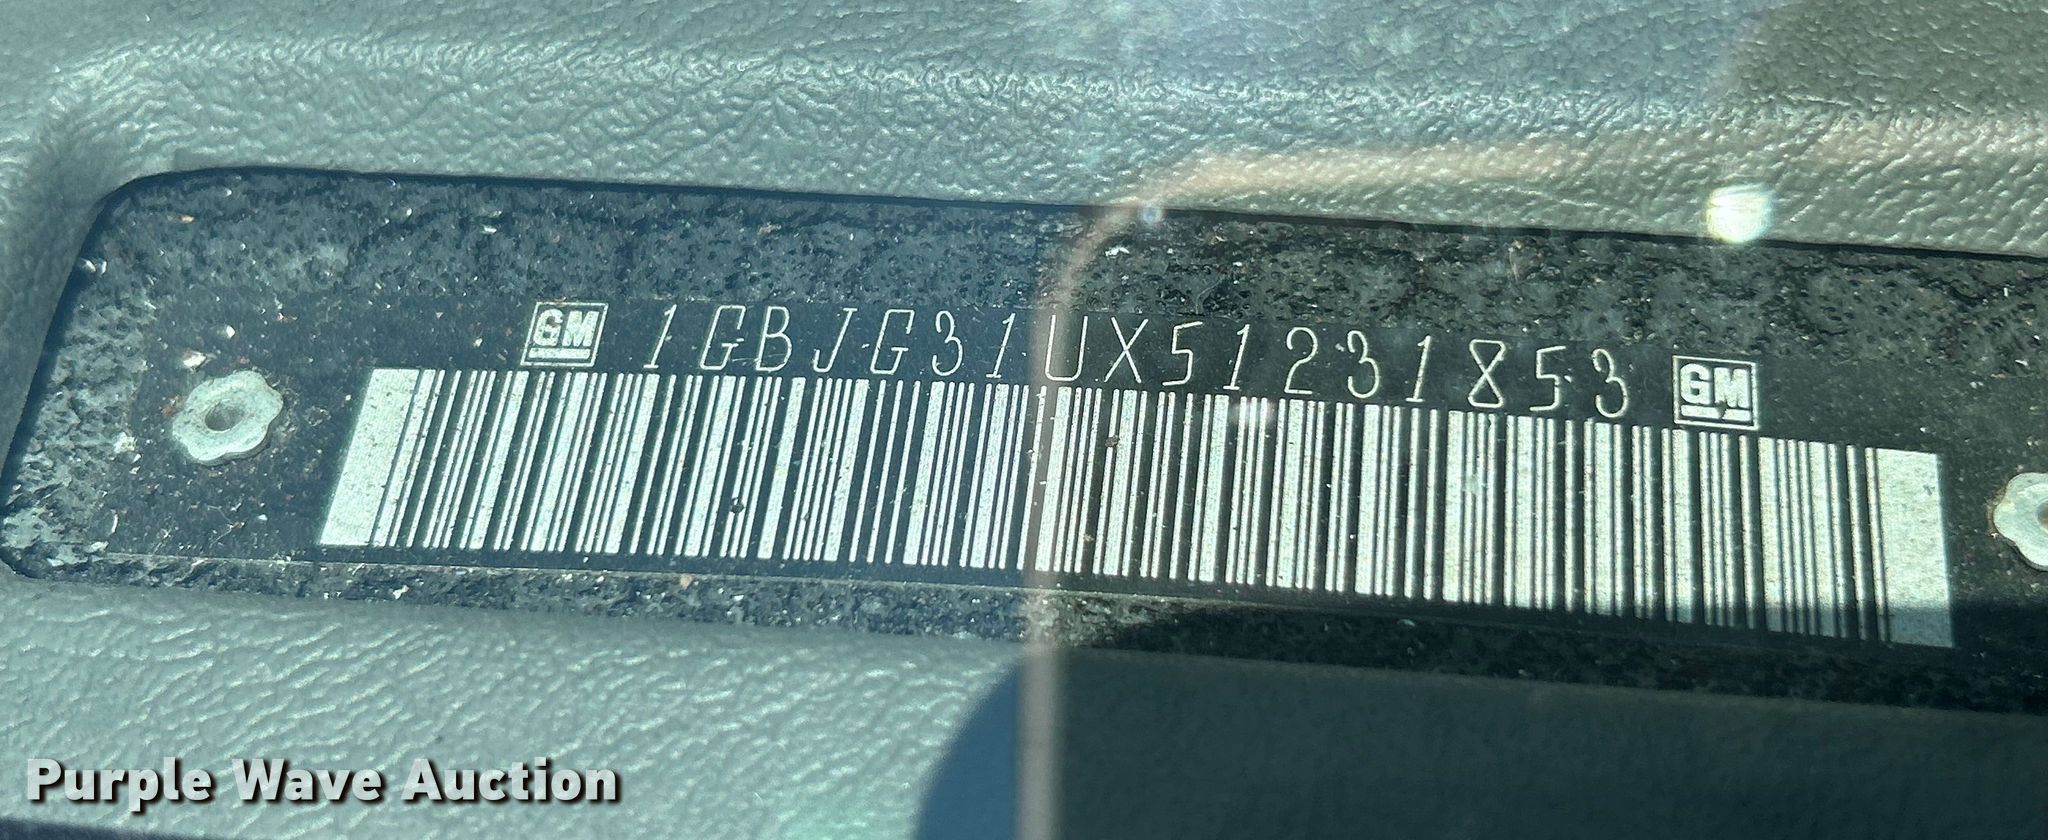 GM 1GBJG31UX51231853 GM
Purple Wave Auction